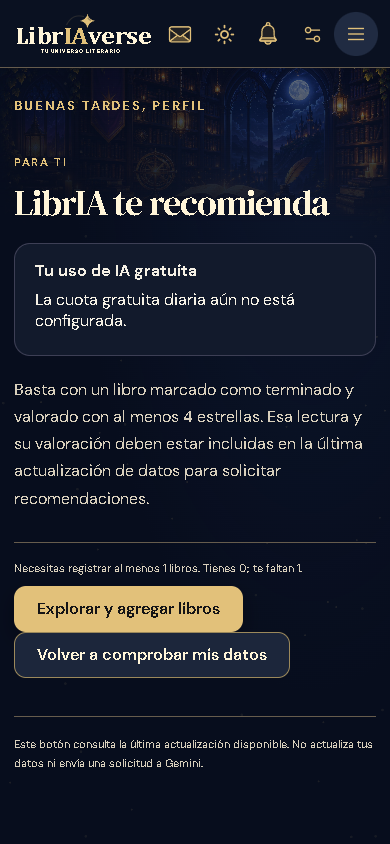 LibrIAverse
TU UNIVERSO LITERARIO
BUENAS TARDES, PERFIL
PARA TI
LibrIA te recomienda
Tu uso de IA gratuita
La cuota gratuita diaria aún no está
configurada.
Basta con un libro marcado como terminado y
valorado con al menos 4 estrellas. Esa lectura y
su valoración deben estar incluidas en la última
actualización de datos para solicitar
recomendaciones.
Necesitas registrar al menos 1 libros. Tienes 0; te faltan 1.
Explorar y agregar libros
Volver a comprobar mis datos
Este botón consulta la última actualización disponible. No actualiza tus
datos ni envía una solicitud a Gemini.